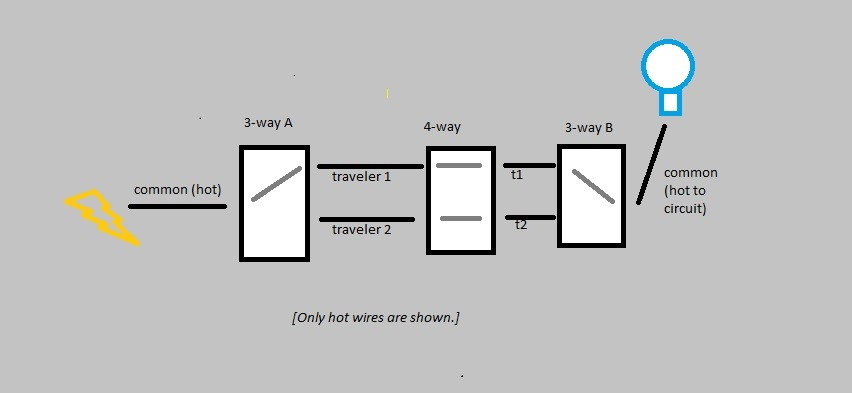 3-way A
4-way
3-way B
common (hot)
traveler 1
t1
common
(hot to
circuit)
traveler 2
t2
[Only hot wires are shown.]